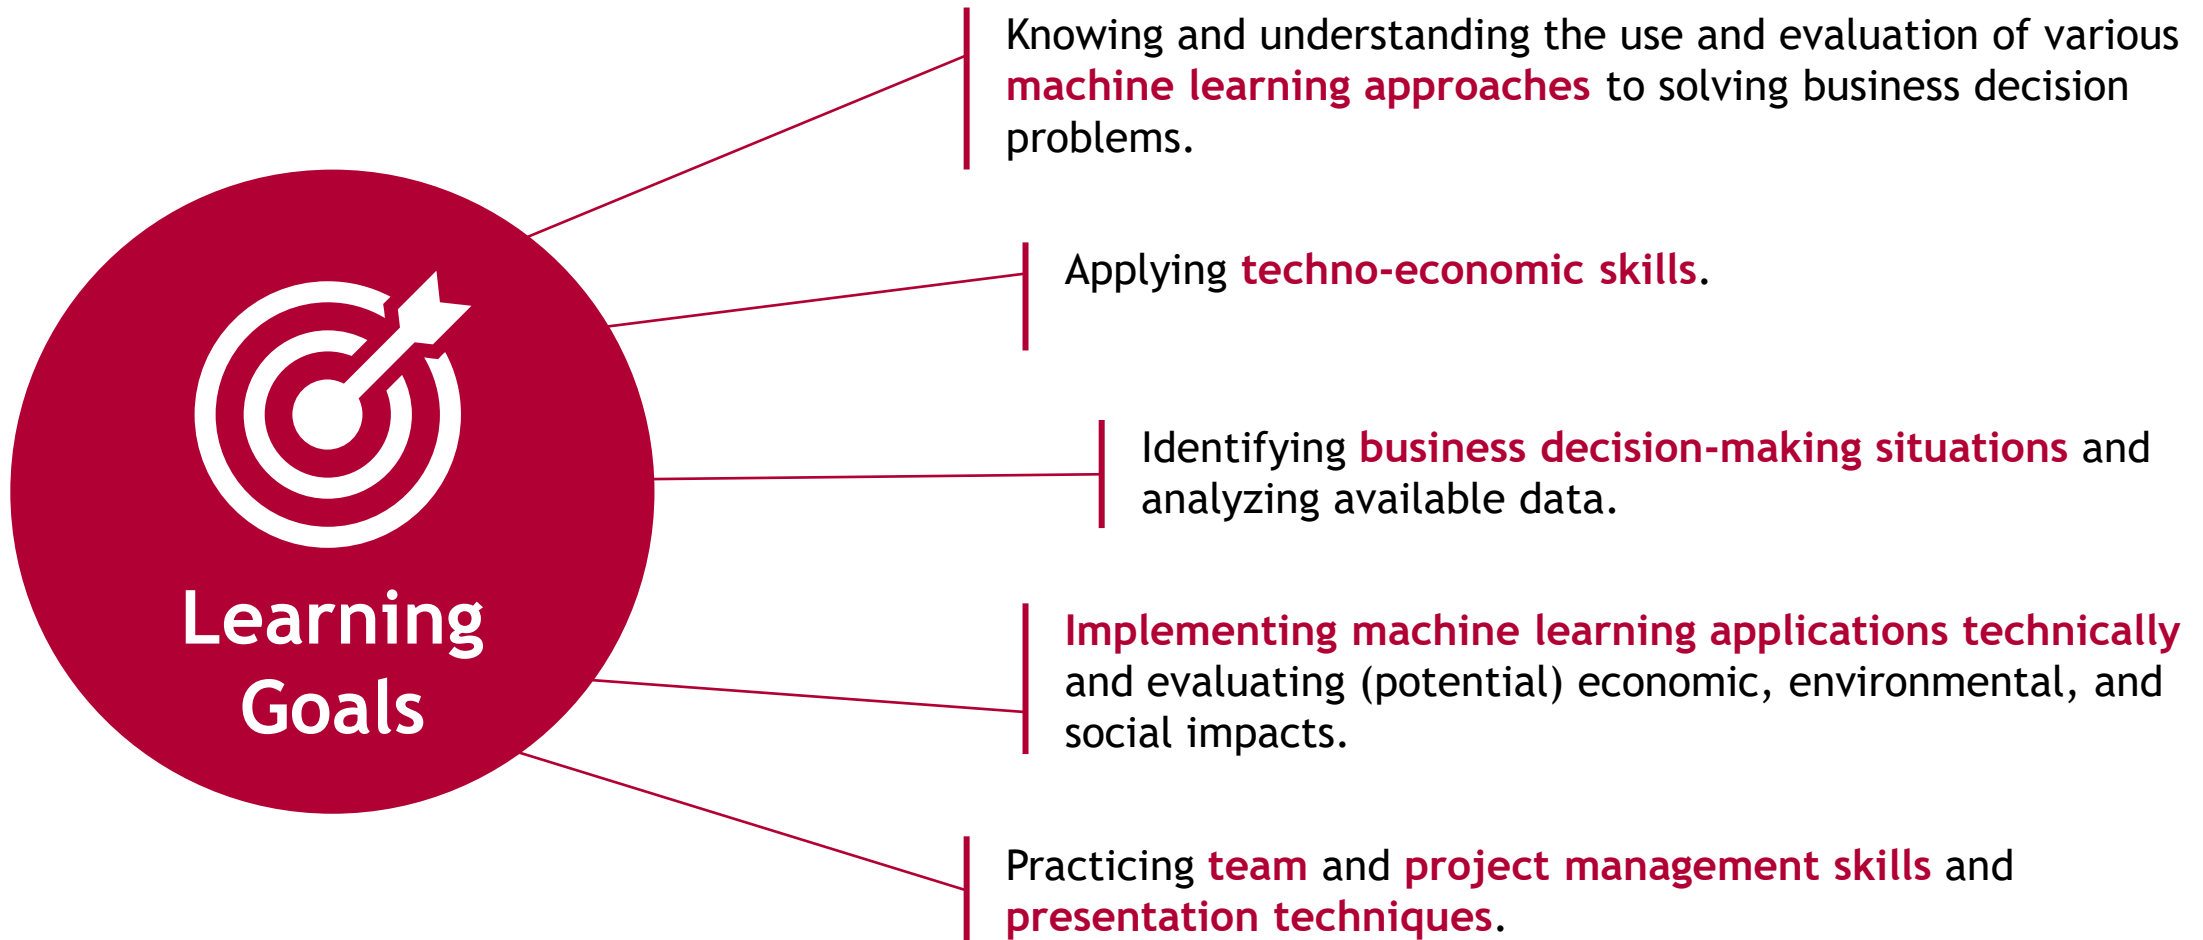 Knowing and understanding the use and evaluation of various
machine learning approaches to solving business decision
problems.
Applying techno-economic skills.
Identifying business decision-making situations and
analyzing available data.
Implementing machine learning applications technically
and evaluating (potential) economic, environmental, and
social impacts.
Practicing team and project management skills and
presentation techniques.
Learning
Goals